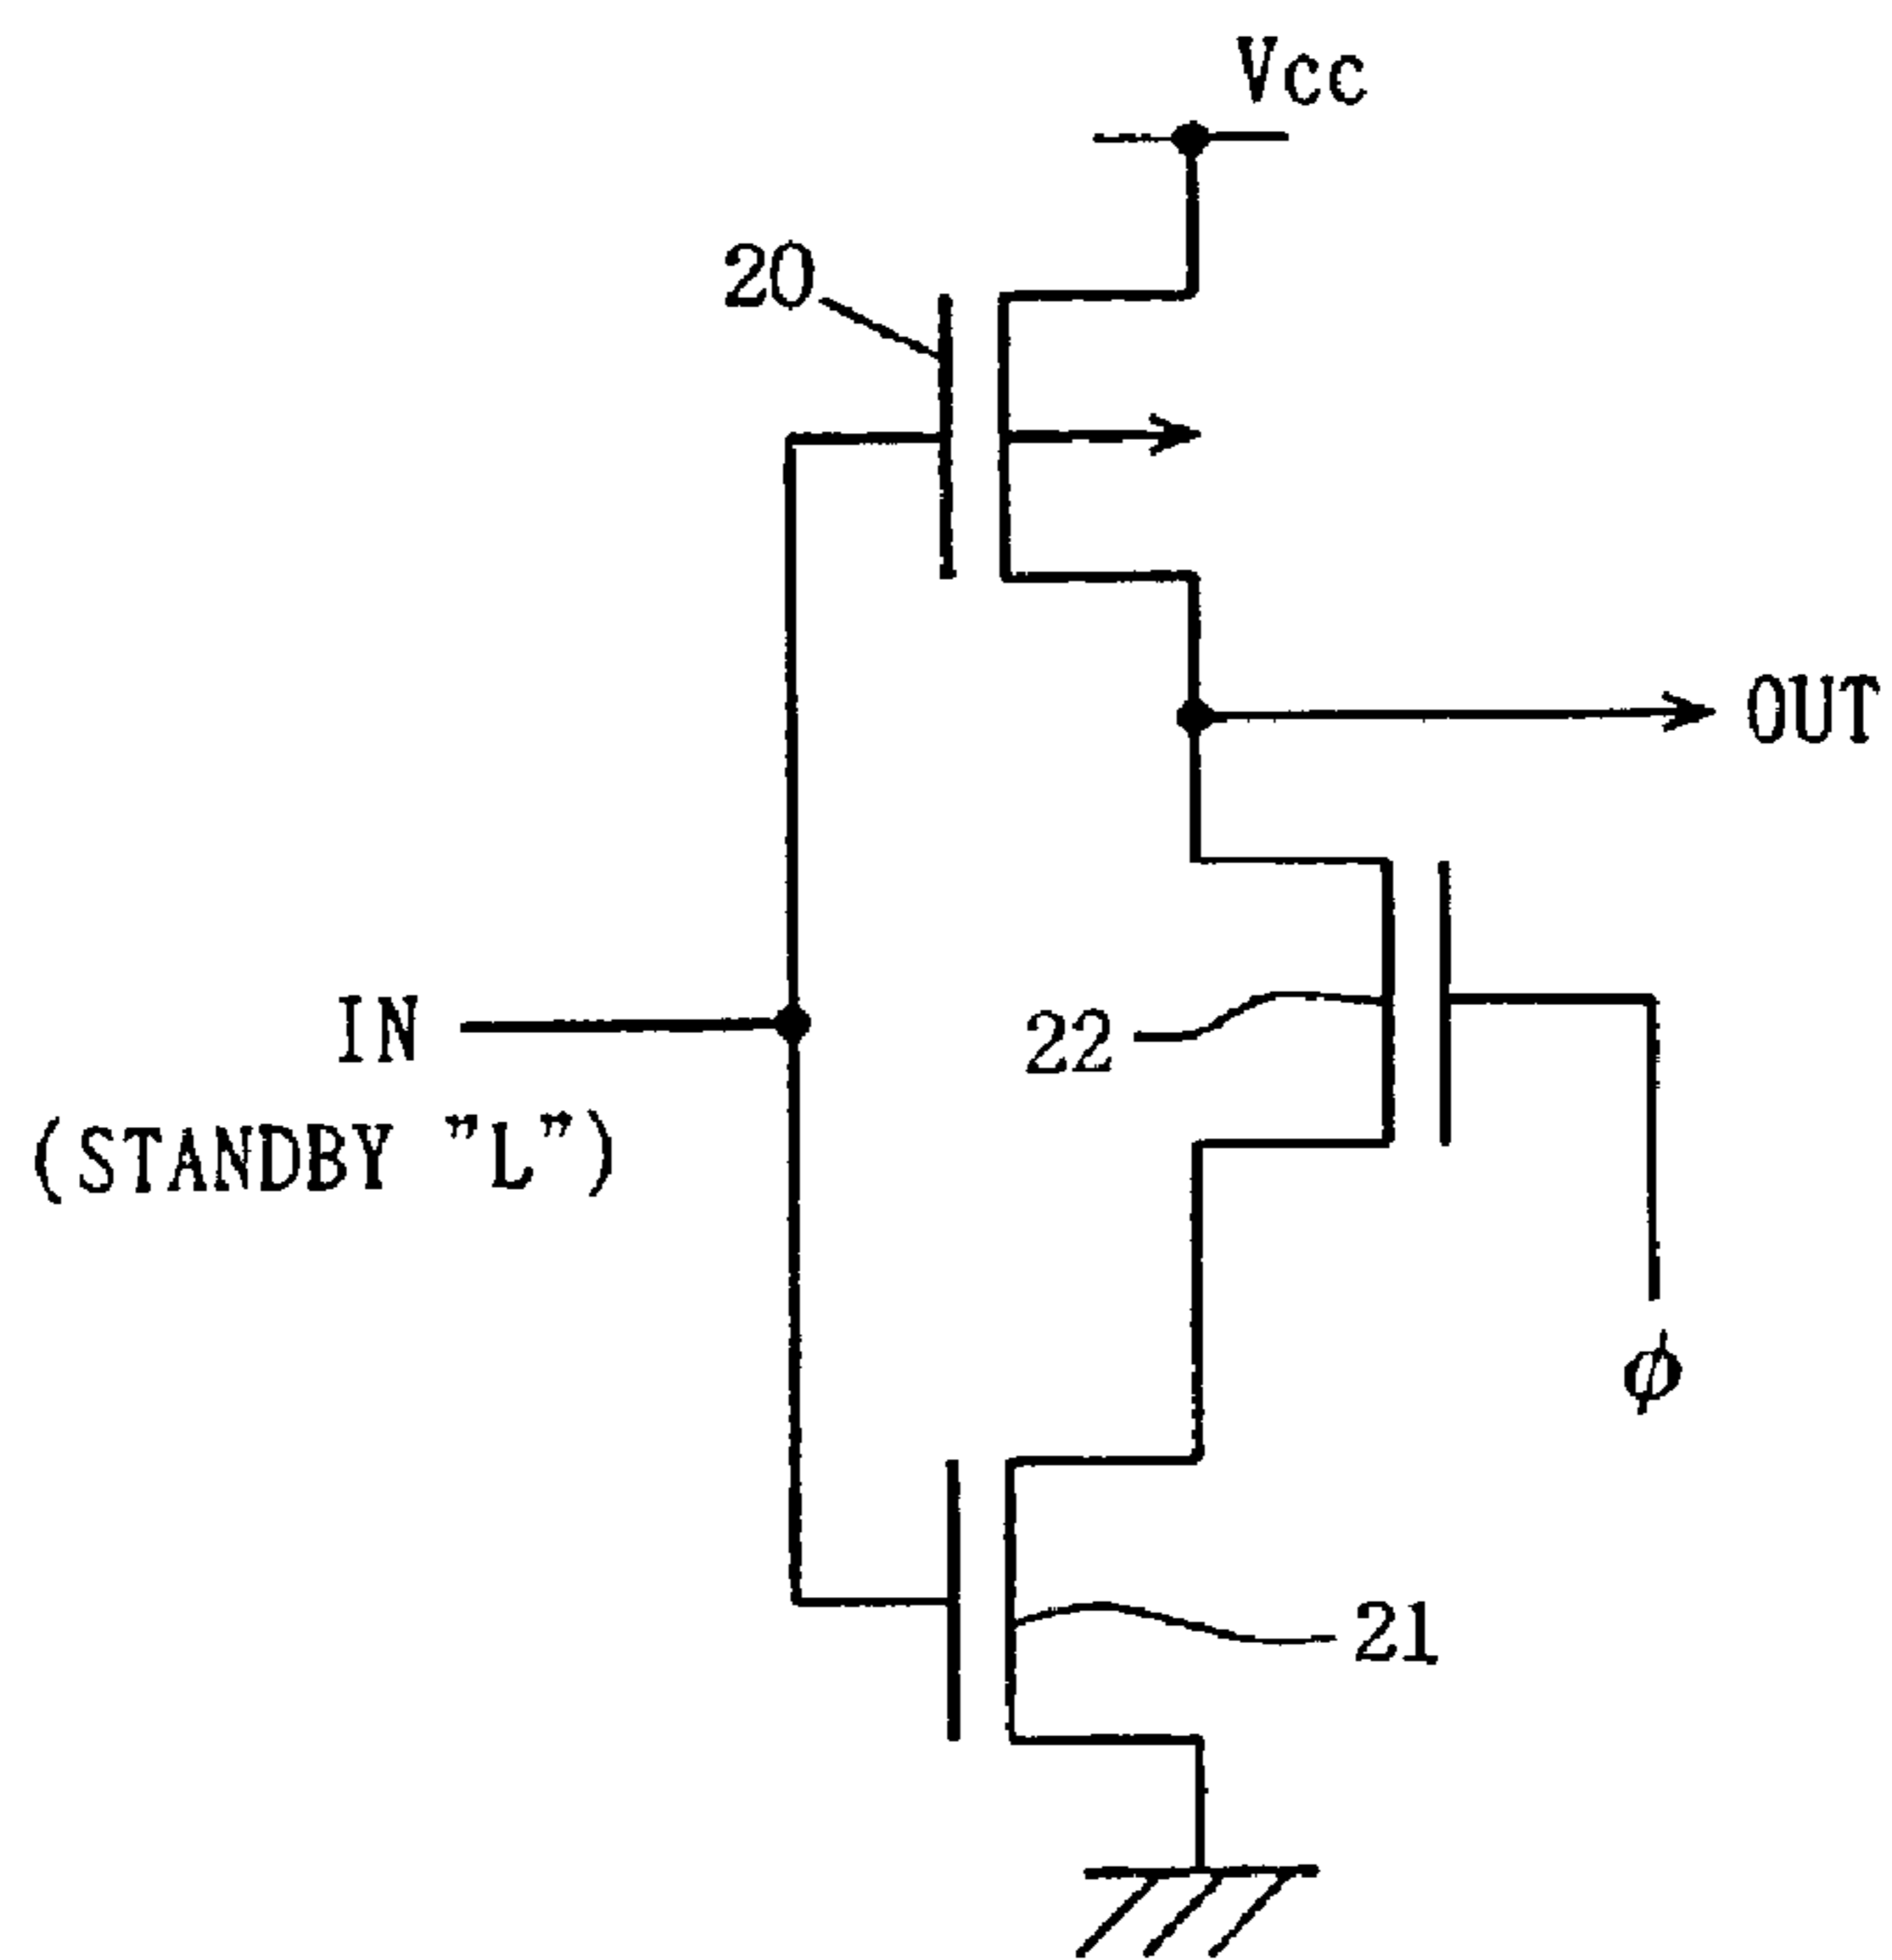 Vcc
20
OUT
IN
22
(STANDBY "L")
ϕ
21